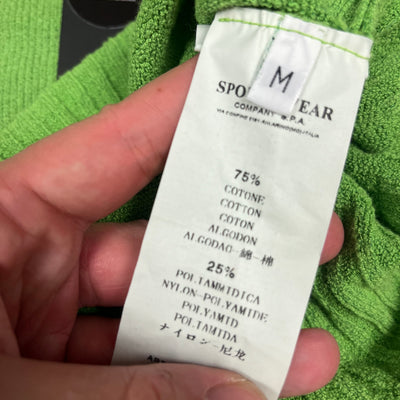 M
SPO WEAR
COMPANY S.P.A.
75%
COTONE
COTTON
COTON
ALGODON
ALGODAO-綿-棉
25%
POLIAMMIDICA
NYLON-POLYAMIDE
POLYAMID
POLIAMIDA
ナイロン-尼龙